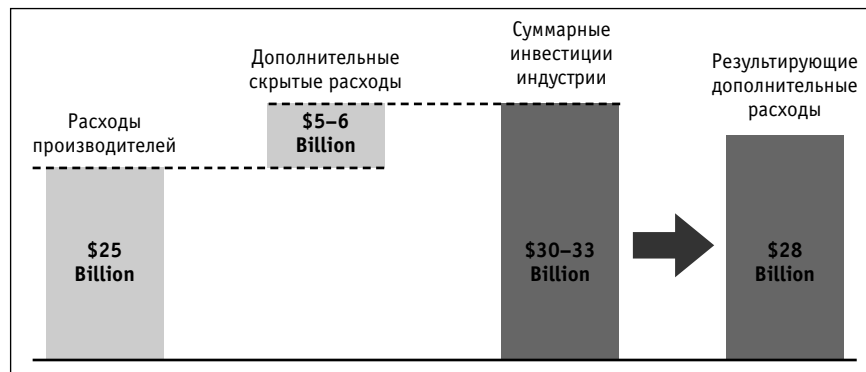 Расходы
производителей
$25
Billion
Дополнительные
скрытые расходы
$5–6
Billion
Суммарные
инвестиции
индустрии
$30–33
Billion
Результирующие
дополнительные
расходы
$28
Billion